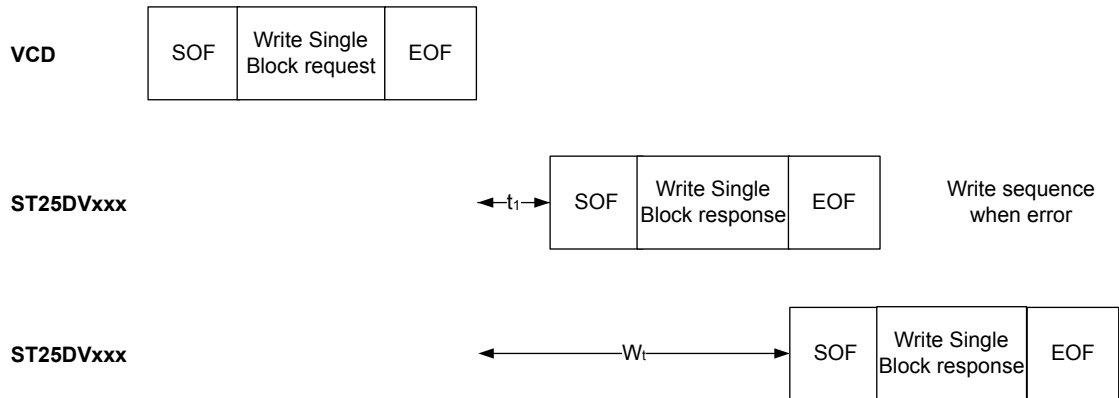 VCD
SOF
Write Single
Block request
EOF
ST25DVxxx
t1
SOF
Write Single
Block response
EOF
Write sequence
when error
ST25DVxxx
Wt
SOF
Write Single
Block response
EOF